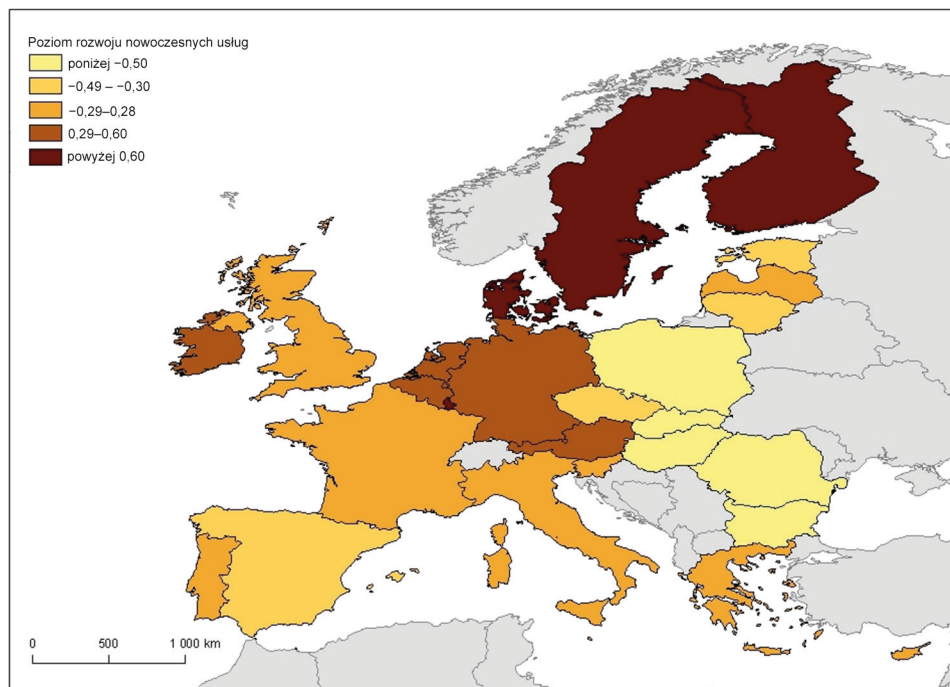 Poziom rozwoju nowoczesnych usług
poniżej −0,50
−0,49 – −0,30
−0,29–0,28
0,29–0,60
powyżej 0,60
0 500 1 000 km